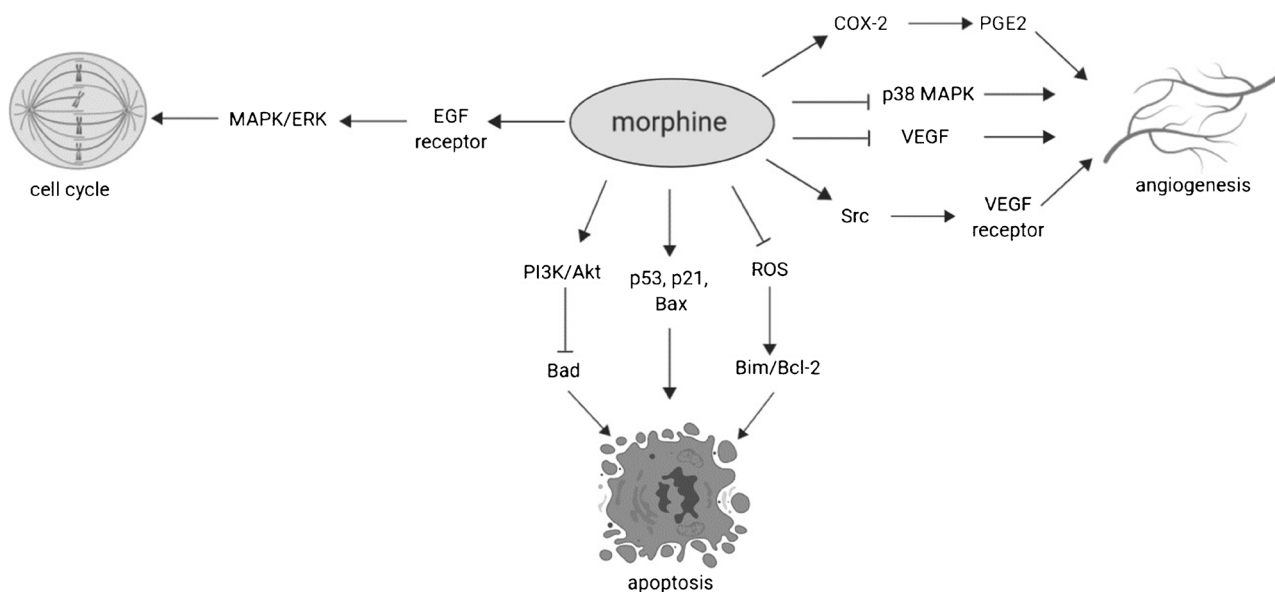 COX-2
PGE2
p38 MAPK
VEGF
morphine
EGF
receptor
MAPK/ERK
cell cycle
angiogenesis
Src
VEGF
receptor
PI3K/Akt
p53, p21,
Bax
ROS
Bad
Bim/Bcl-2
apoptosis